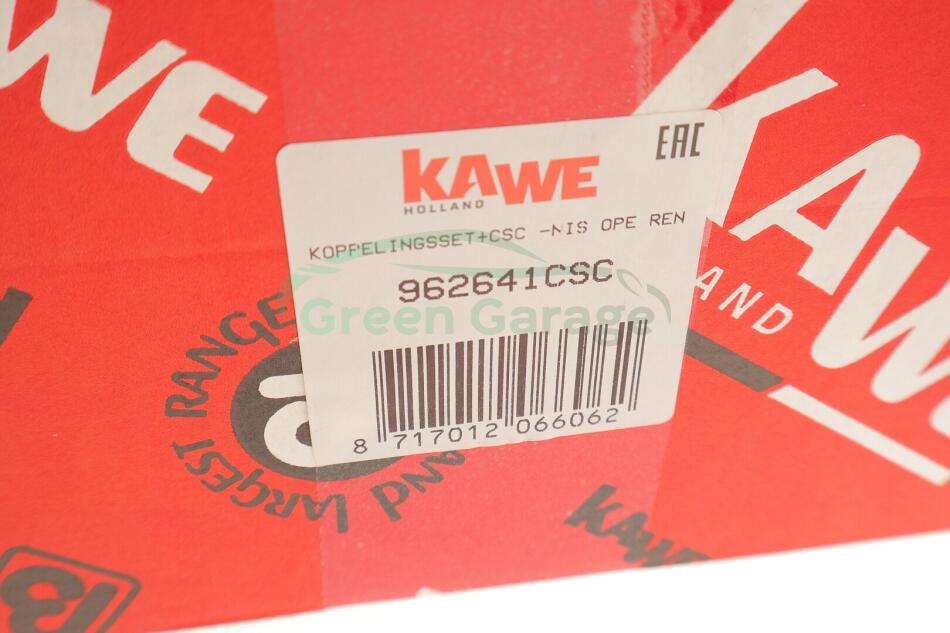 KAWE
EAC
KAWE
HOLLAND
KOPPELINGSSET+CSC -NIS OPE REN
962641CSC
Green Garage
8 717012 066062
KAWE
AND
RANGE
AND LARGEST
KAWE